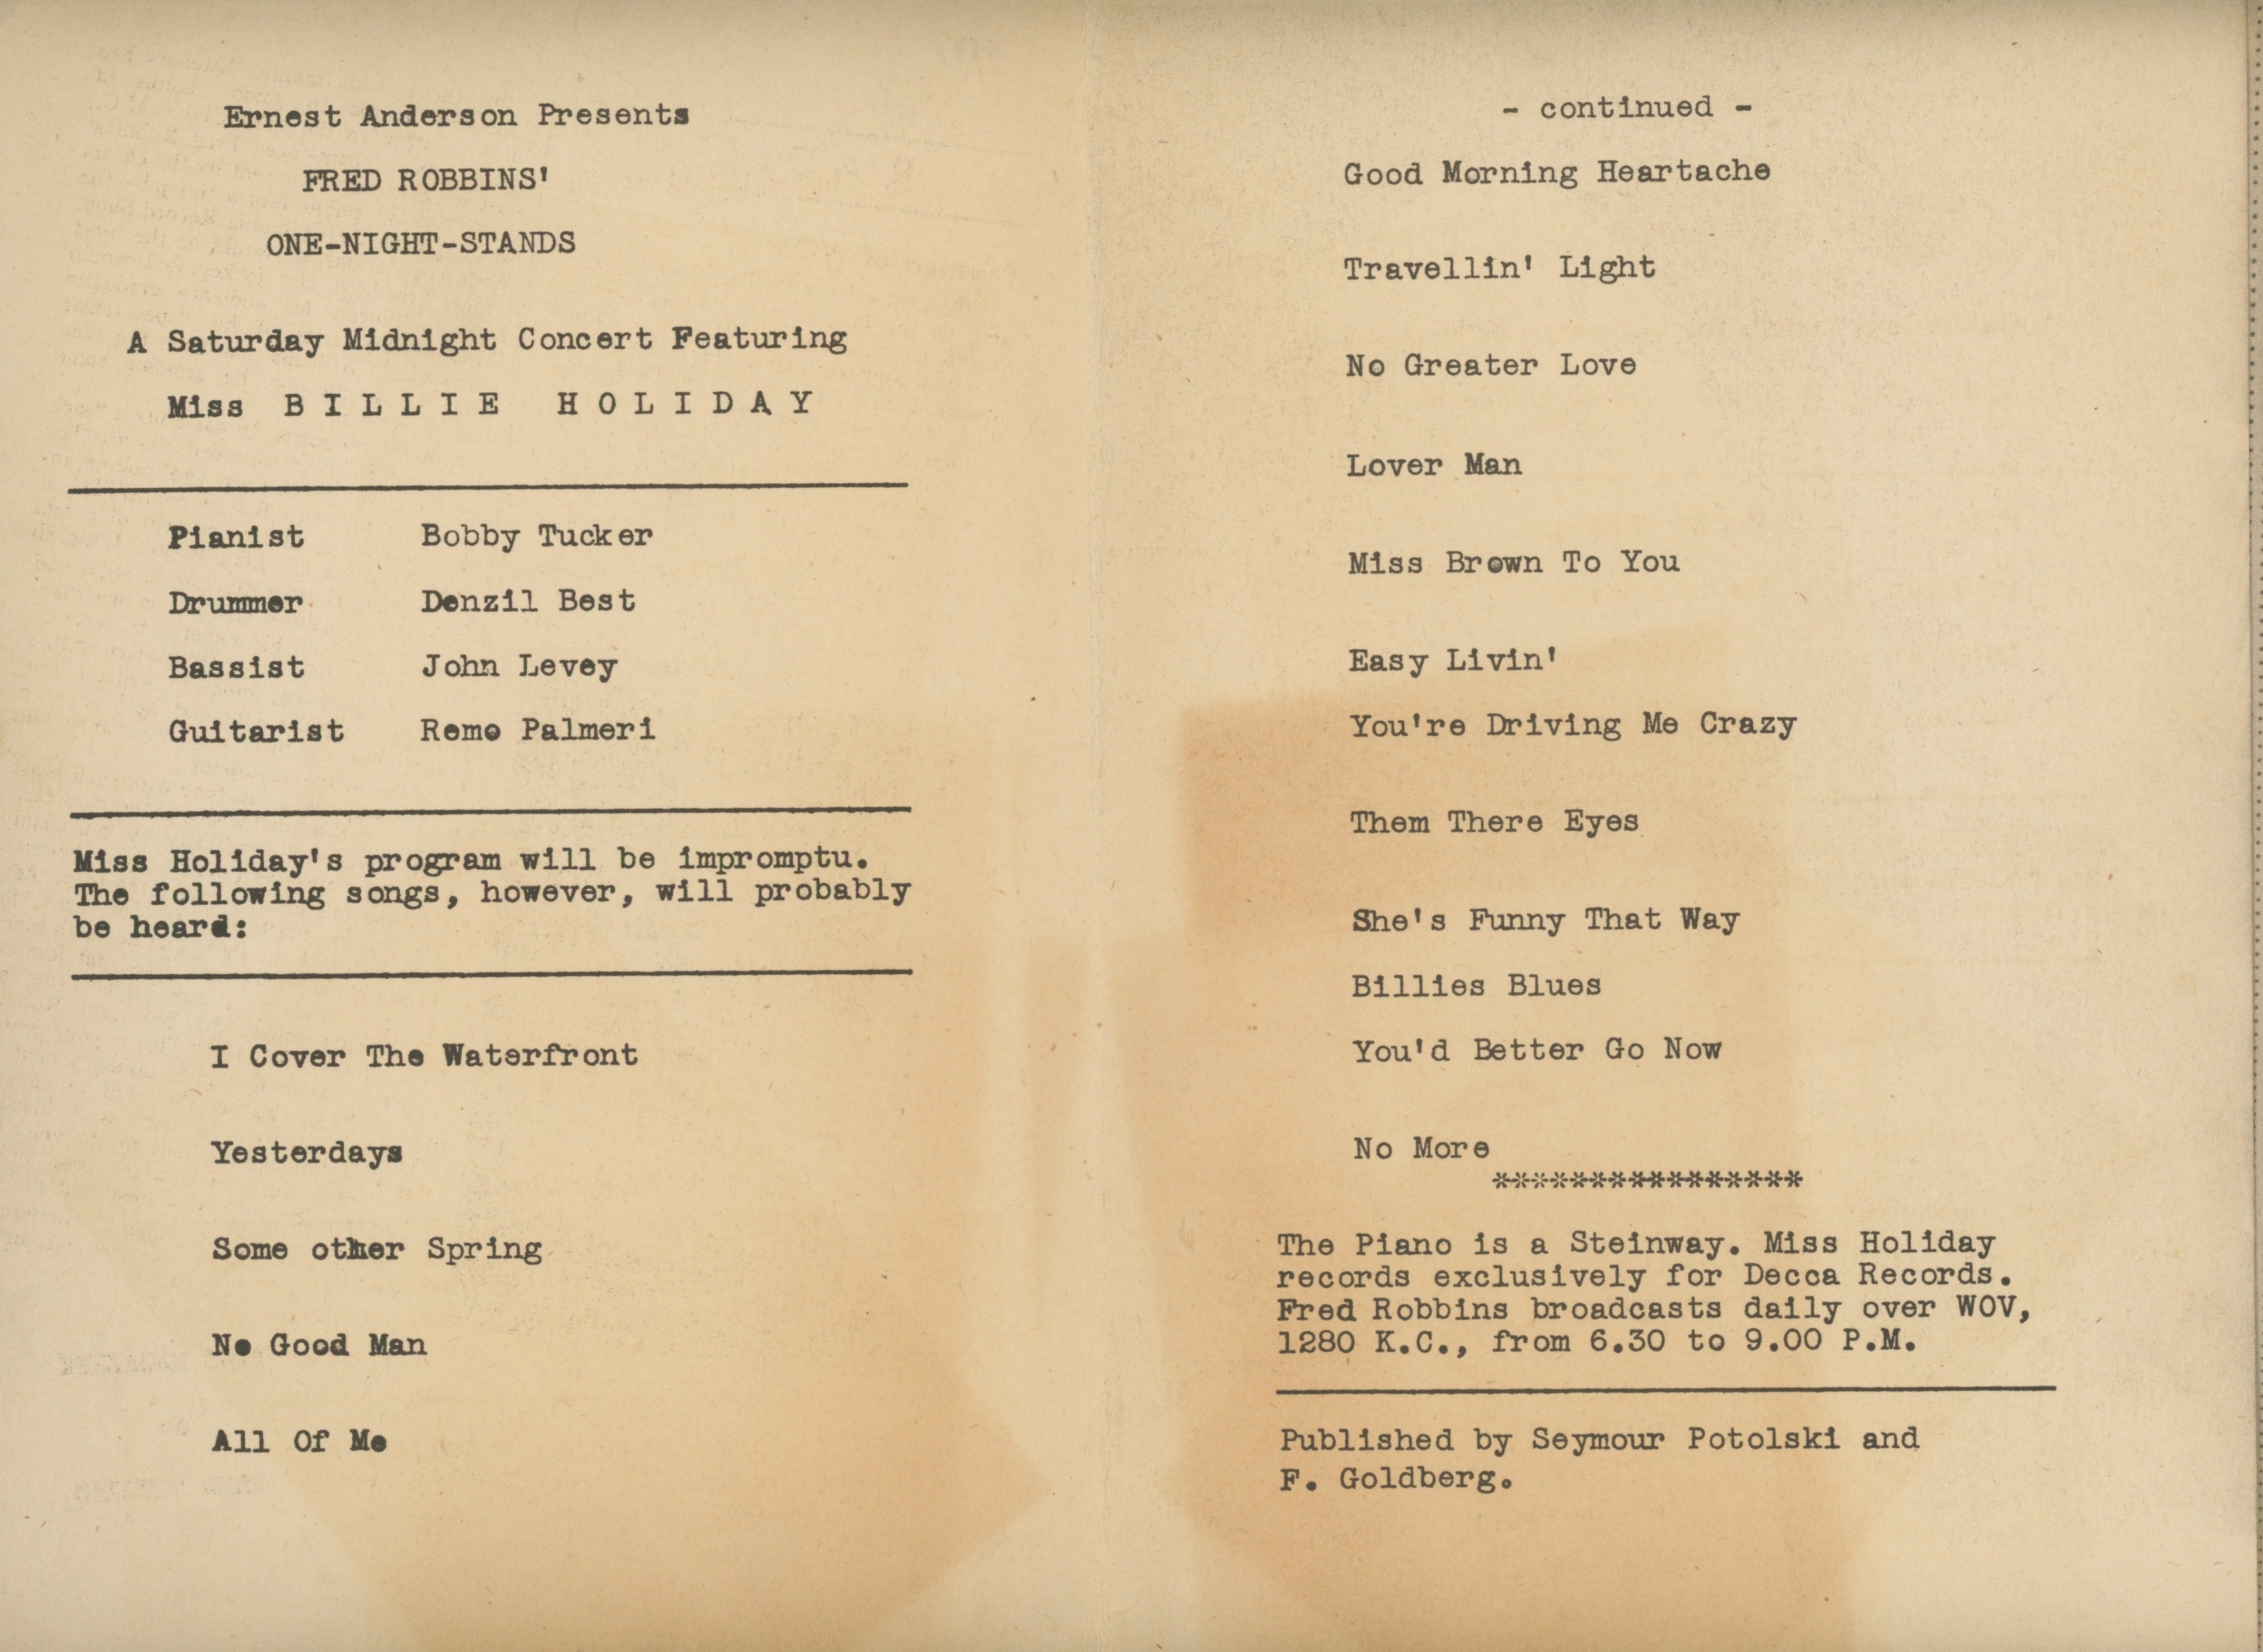 Ernest Anderson Presents
FRED ROBBINS'
ONE-NIGHT-STANDS
A Saturday Midnight Concert Featuring
Miss B I L L I E   H O L I D A Y
Pianist Bobby Tucker
Drummer Denzil Best
Bassist John Levey
Guitarist Remo Palmeri
Miss Holiday's program will be impromptu.
The following songs, however, will probably
be heard:
I Cover The Waterfront
Yesterdays
Some other Spring
No Good Man
All Of Me
- continued -
Good Morning Heartache
Travellin' Light
No Greater Love
Lover Man
Miss Brown To You
Easy Livin'
You're Driving Me Crazy
Them There Eyes
She's Funny That Way
Billies Blues
You'd Better Go Now
No More
****************
The Piano is a Steinway. Miss Holiday
records exclusively for Decca Records.
Fred Robbins broadcasts daily over WOV,
1280 K.C., from 6.30 to 9.00 P.M.
Published by Seymour Potolski and
F. Goldberg.